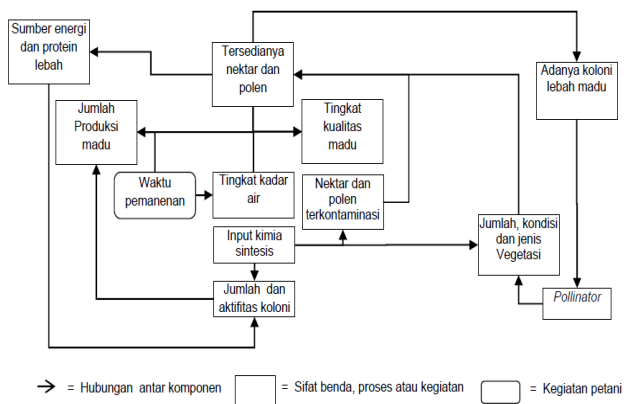 Sumber energi
dan protein
lebah
Tersedianya
nektar dan
polen
Adanya koloni
lebah madu
Jumlah
Produksi
madu
Tingkat
kualitas
madu
Waktu
pemanenan
Tingkat kadar
air
Nektar dan
polen
terkontaminasi
Input kimia
sintesis
Jumlah, kondisi
dan jenis
Vegetasi
Jumlah dan
aktifitas koloni
Pollinator
= Hubungan antar komponen
= Sifat benda, proses atau kegiatan
= Kegiatan petani